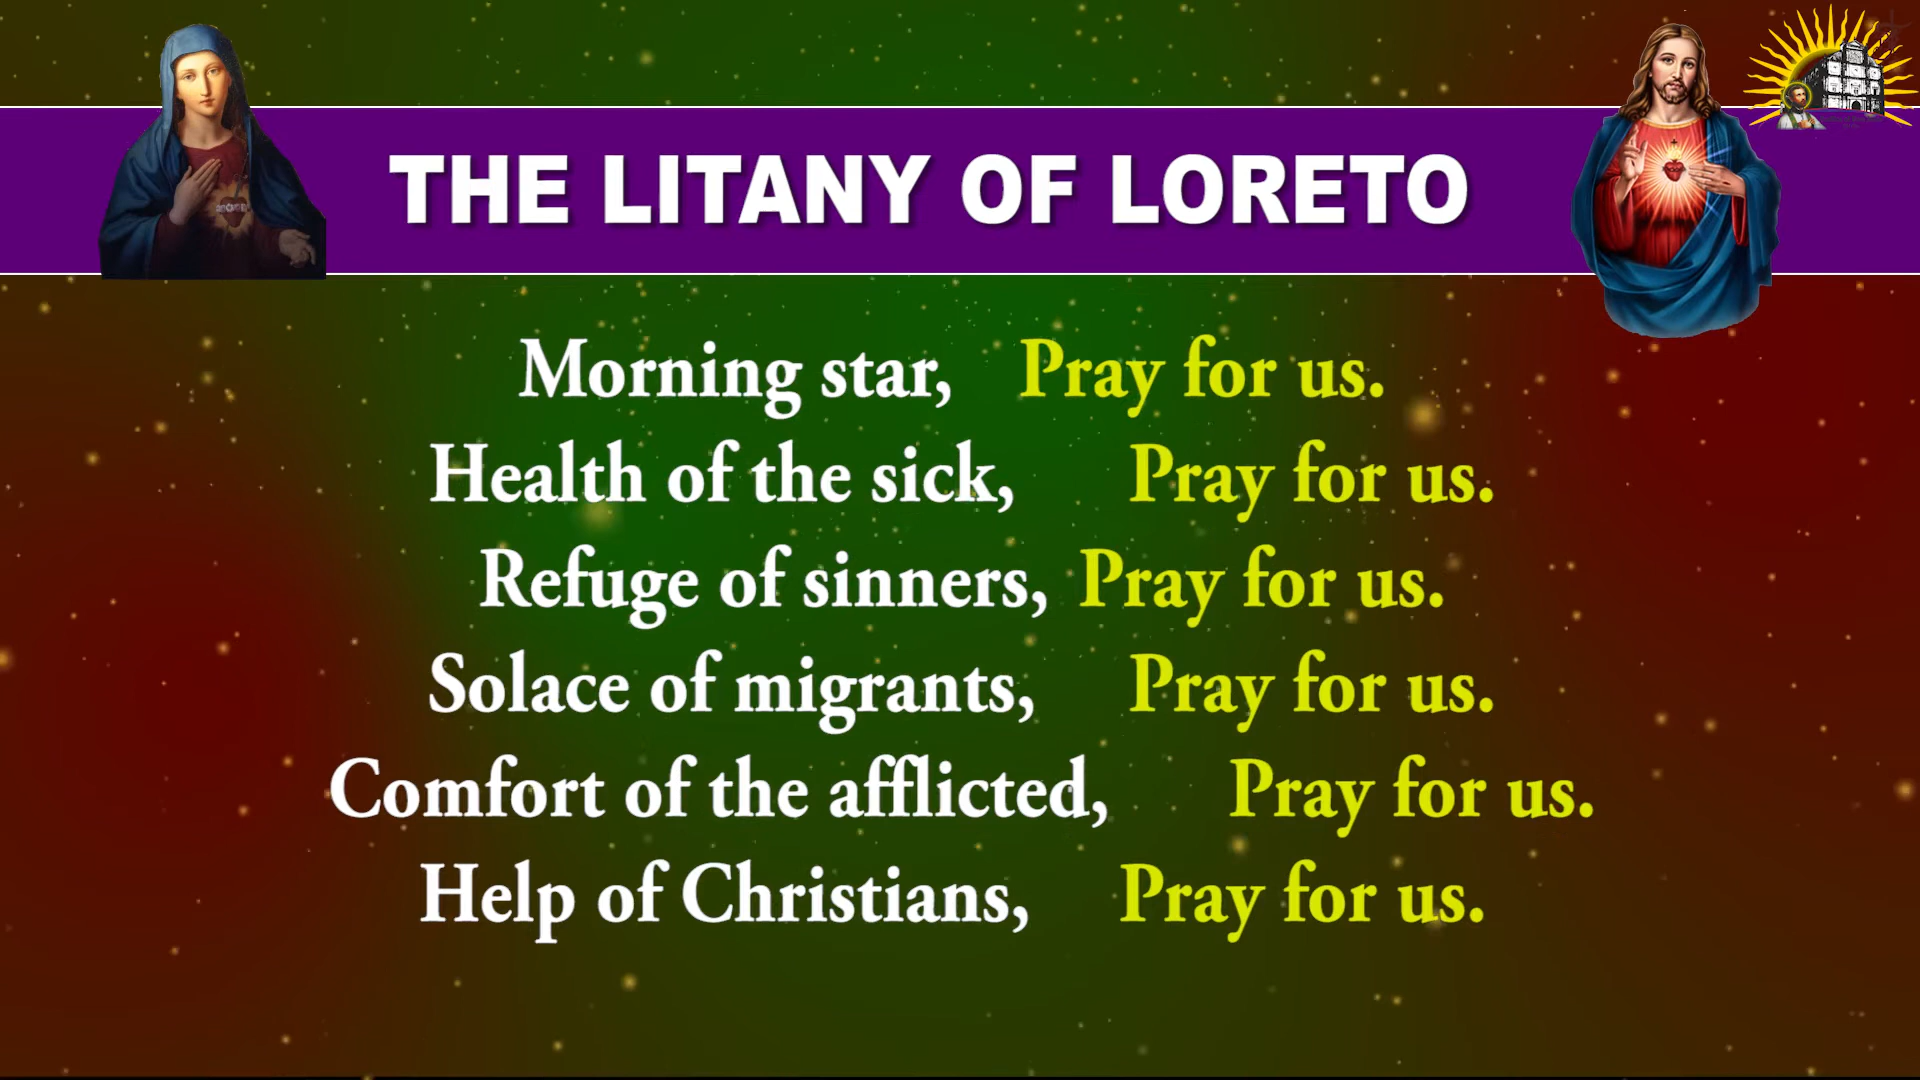 THE LITANY OF LORETO
Morning star, Pray for us.
Health of the sick, Pray for us.
Refuge of sinners, Pray for us.
Solace of migrants, Pray for us.
Comfort of the afflicted, Pray for us.
Help of Christians, Pray for us.